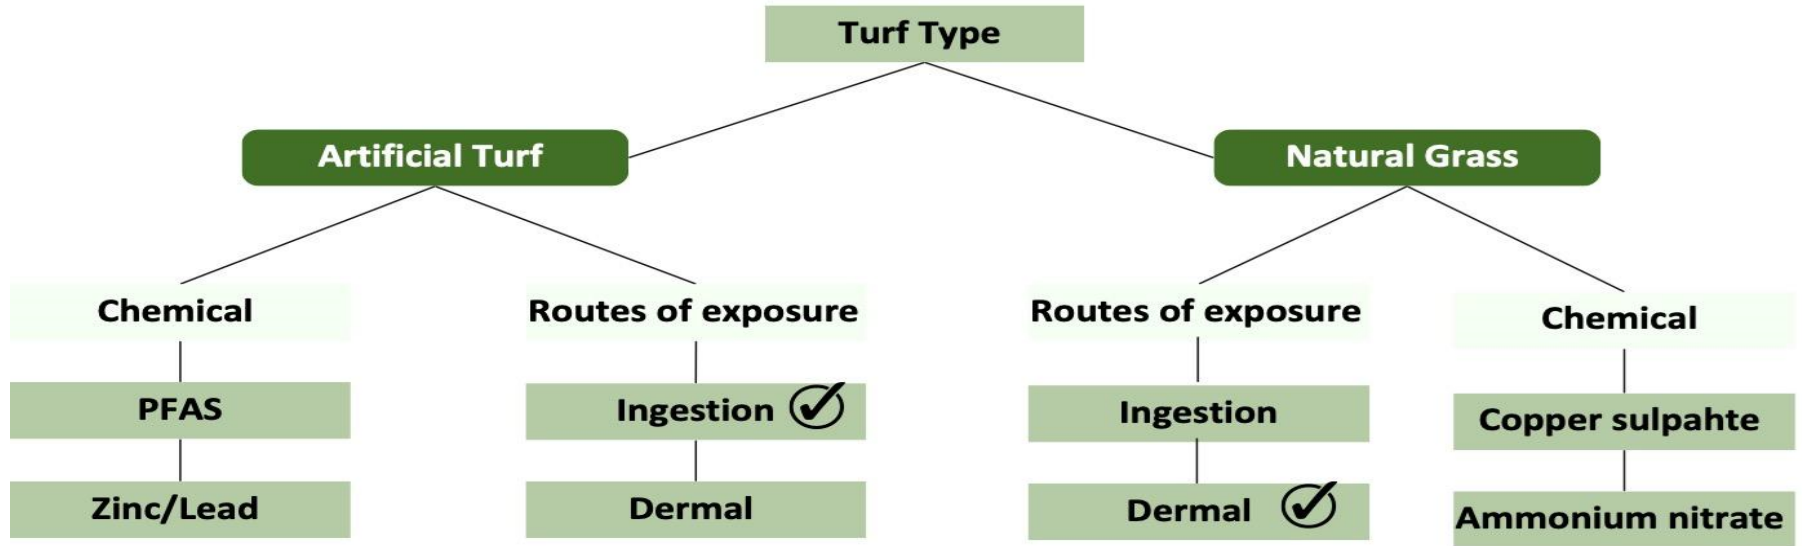 Turf Type
Artificial Turf
Natural Grass
Chemical
Routes of exposure
Routes of exposure
Chemical
PFAS
Ingestion
Ingestion
Copper sulpahte
Zinc/Lead
Dermal
Dermal
Ammonium nitrate